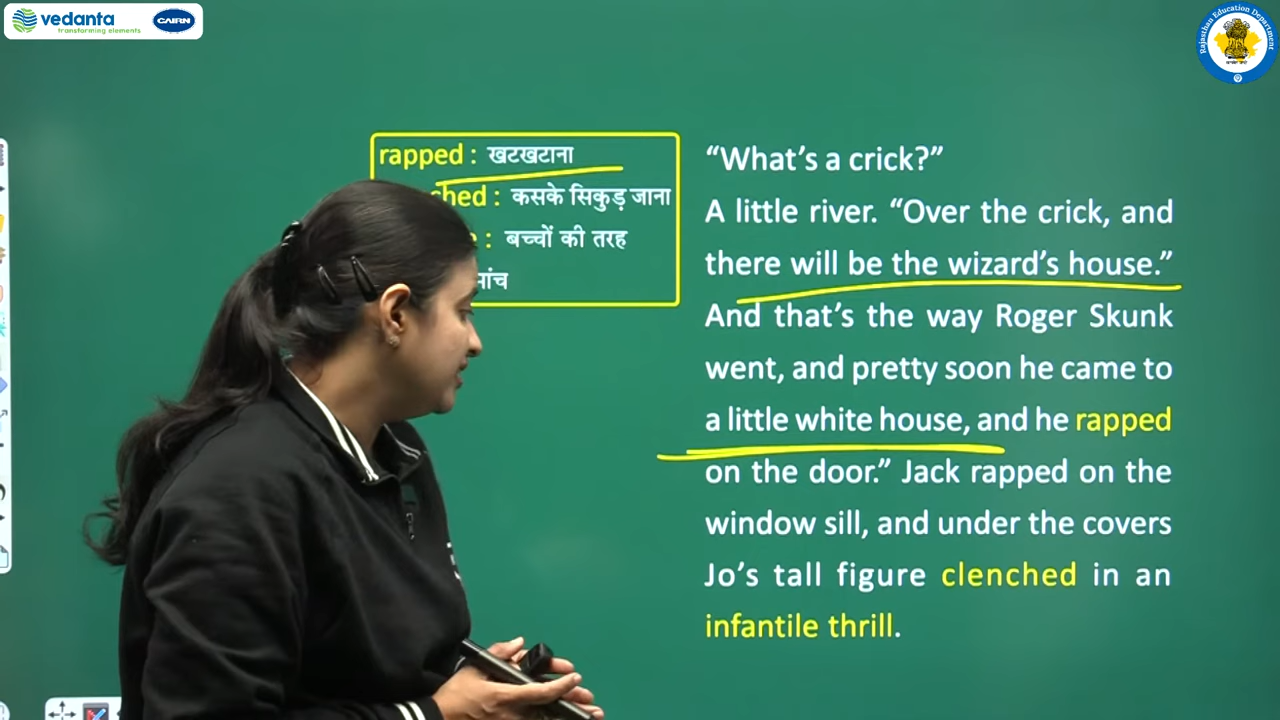 vedanta
transforming elements
CAIRN
Rajasthan Education Department
rapped : खटखटाना
कसके सिकुड़ जाना
: बच्चों की तरह
“What’s a crick?”
A little river. “Over the crick, and
there will be the wizard’s house.”
And that’s the way Roger Skunk
went, and pretty soon he came to
a little white house, and he rapped
on the door.” Jack rapped on the
window sill, and under the covers
Jo’s tall figure clenched in an
infantile thrill.